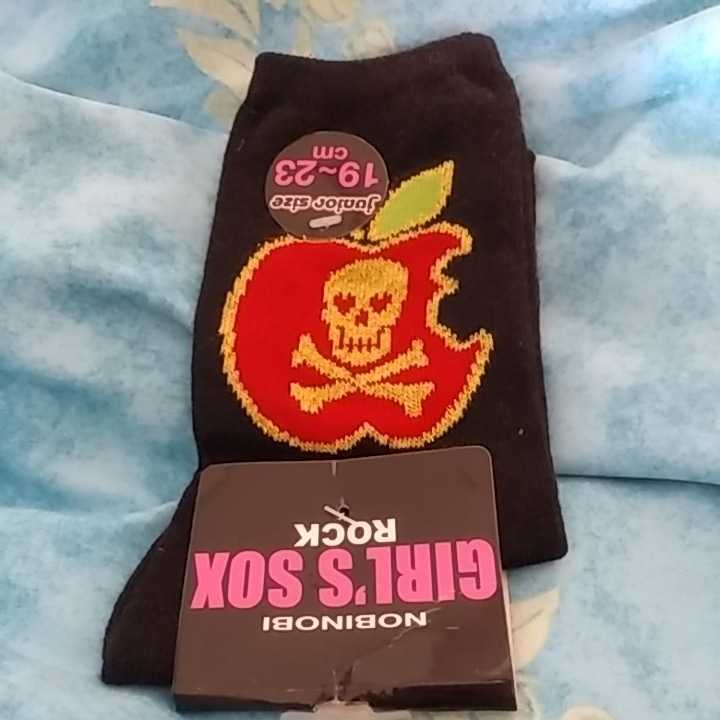 NOBINOBI
GIRL'S SOX
ROCK
junior size
19~23
cm